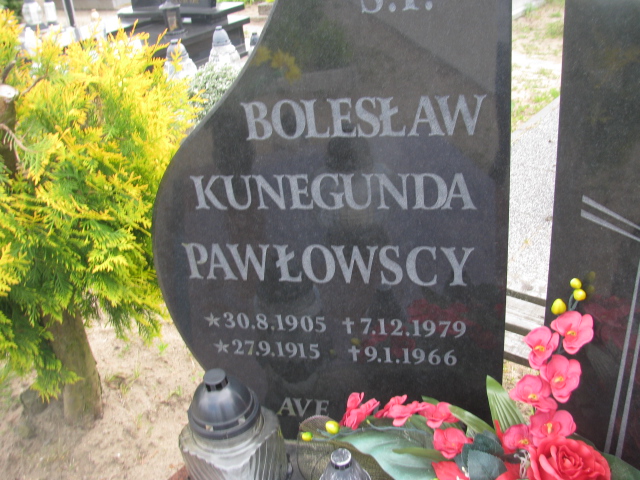 Ś.P.
BOLESŁAW
KUNEGUNDA
PAWŁOWSCY
★30.8.1905 ✝7.12.1979
★27.9.1915 ✝9.1.1966
AVE